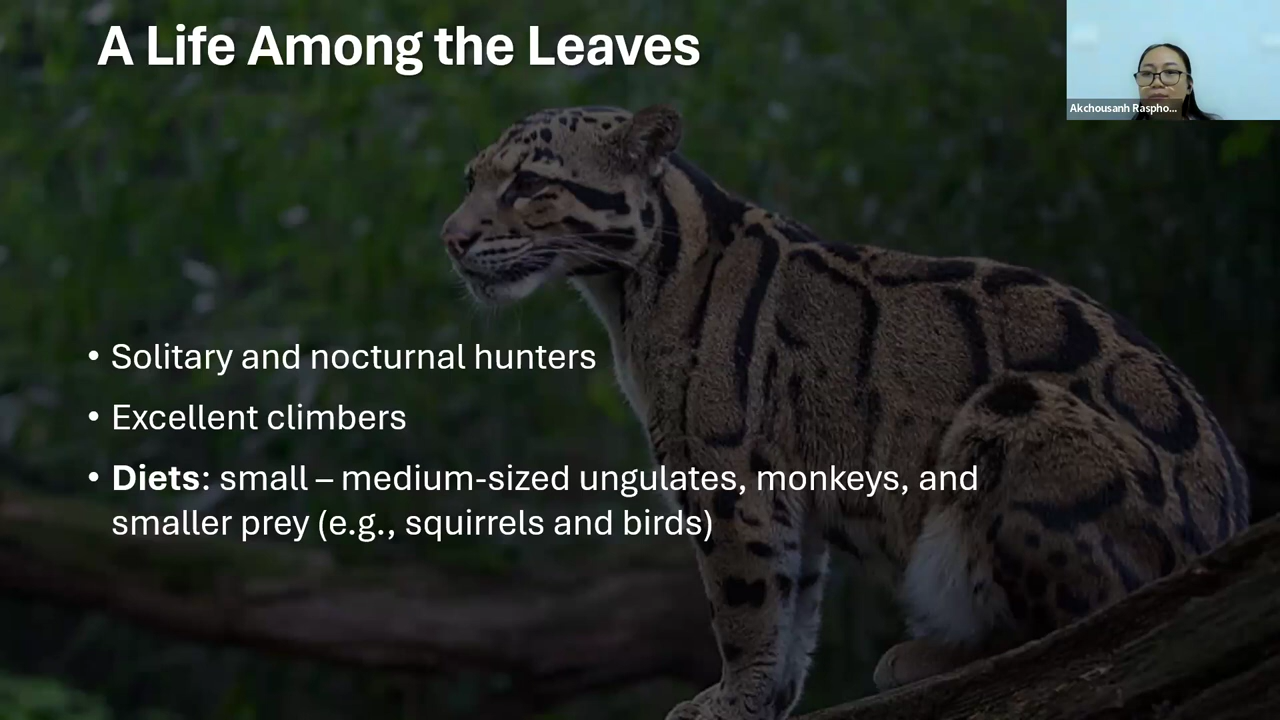 A Life Among the Leaves
Akchousanh Raspho...
• Solitary and nocturnal hunters
• Excellent climbers
• Diets: small – medium-sized ungulates, monkeys, and
smaller prey (e.g., squirrels and birds)